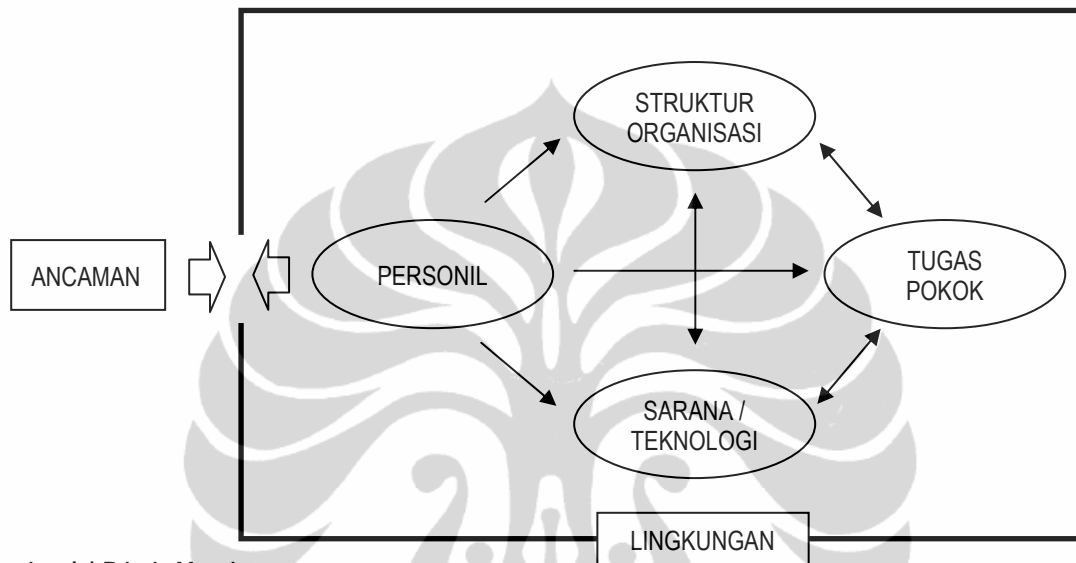 STRUKTUR
ORGANISASI
ANCAMAN
PERSONIL
TUGAS
POKOK
SARANA /
TEKNOLOGI
LINGKUNGAN